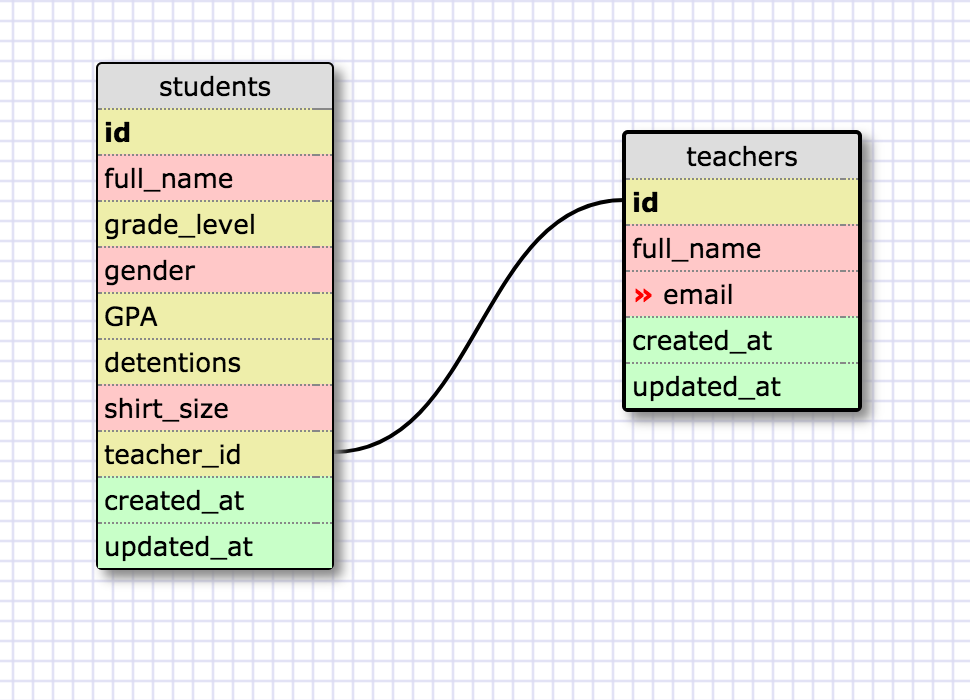 students
id
full_name
grade_level
gender
GPA
detentions
shirt_size
teacher_id
created_at
updated_at
teachers
id
full_name
» email
created_at
updated_at